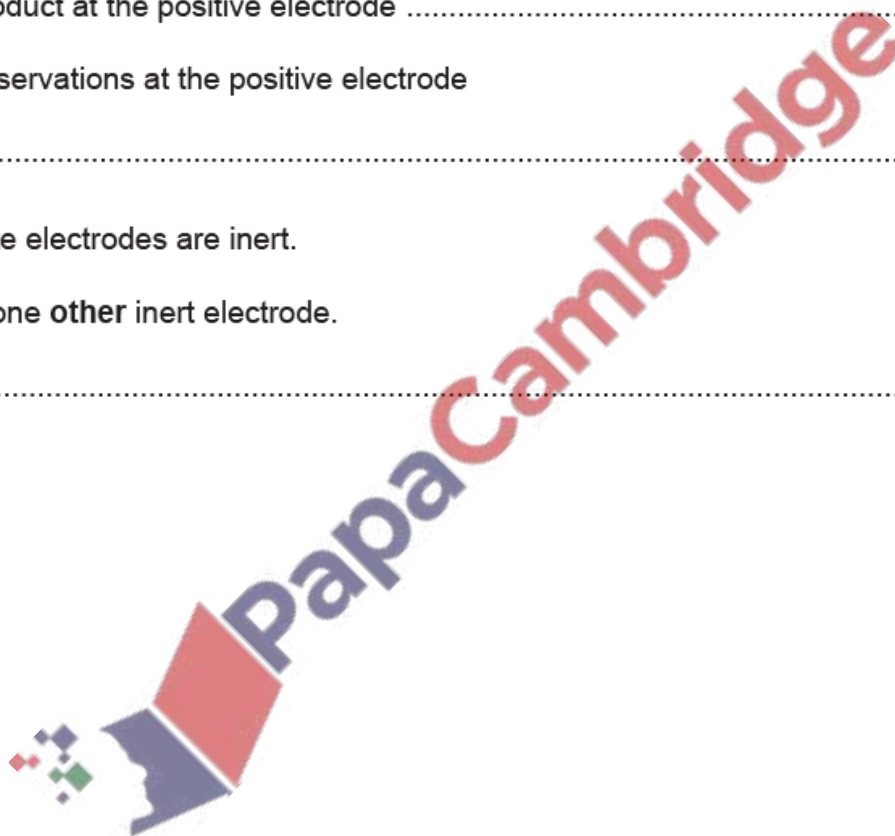 oduct at the positive electrode ..........................................................................
servations at the positive electrode
....................................................................................................................................
e electrodes are inert.
one other inert electrode.
....................................................................................................................................
PapaCambridge